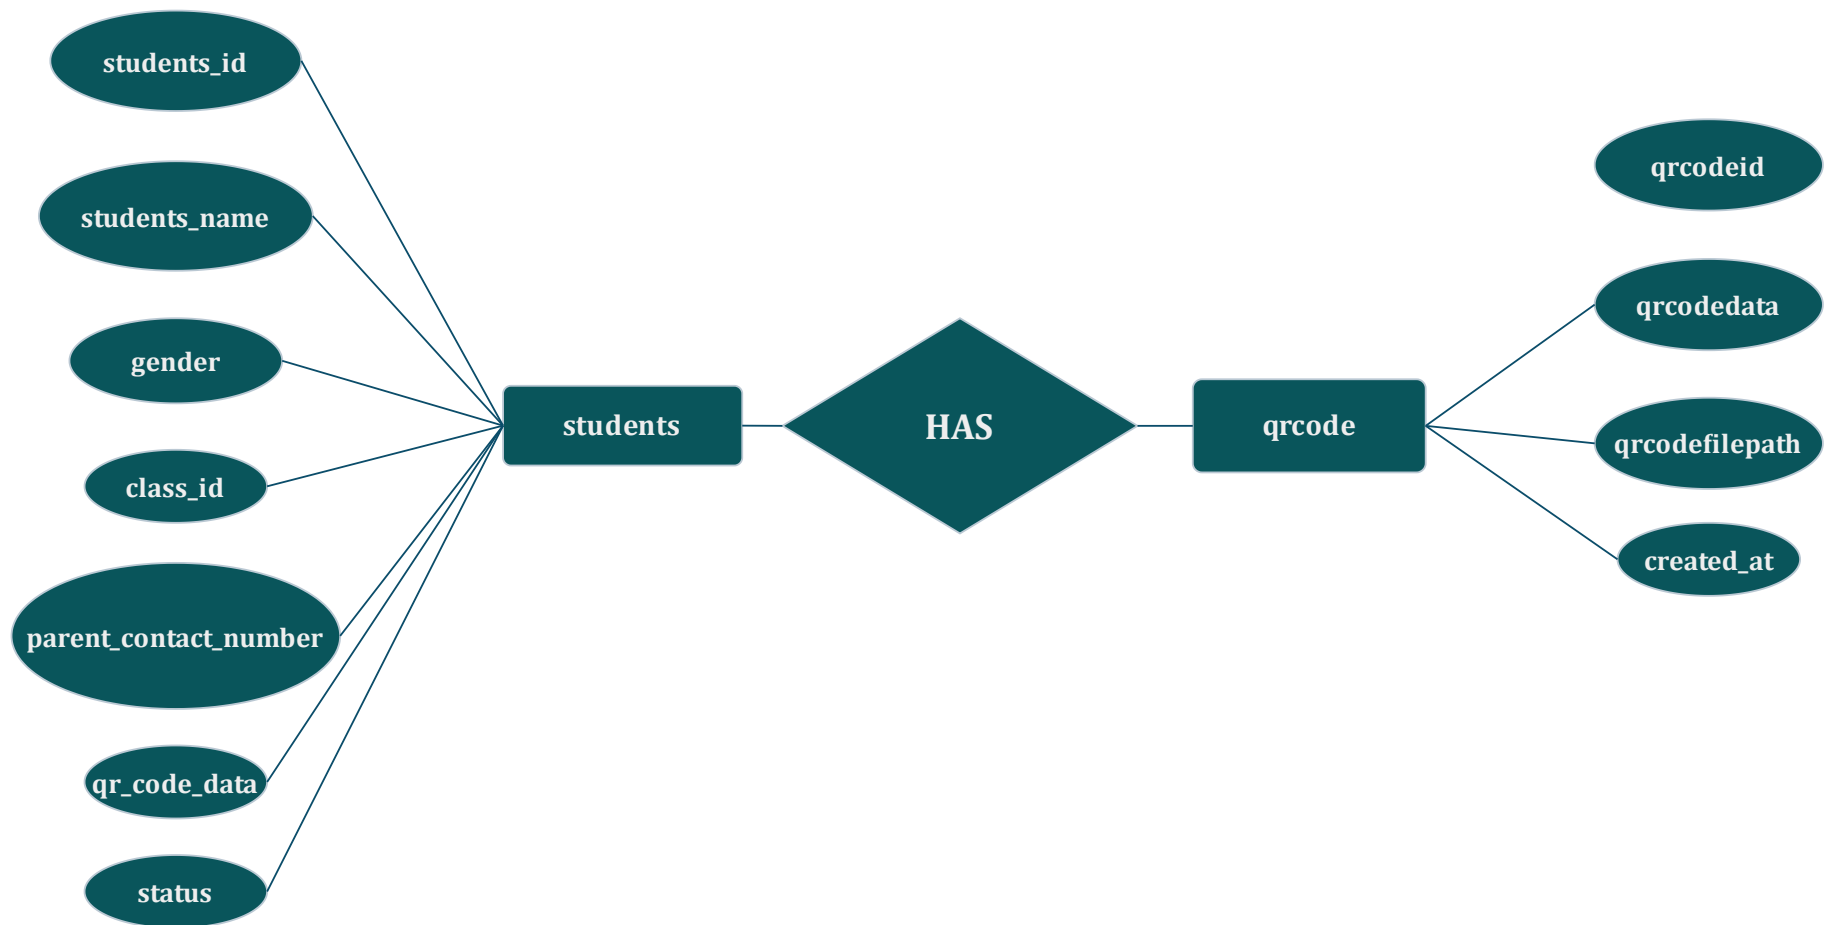 students_id
students_name
gender
class_id
parent_contact_number
qr_code_data
status
students
HAS
qrcode
qrcodeid
qrcodedata
qrcodefilepath
created_at